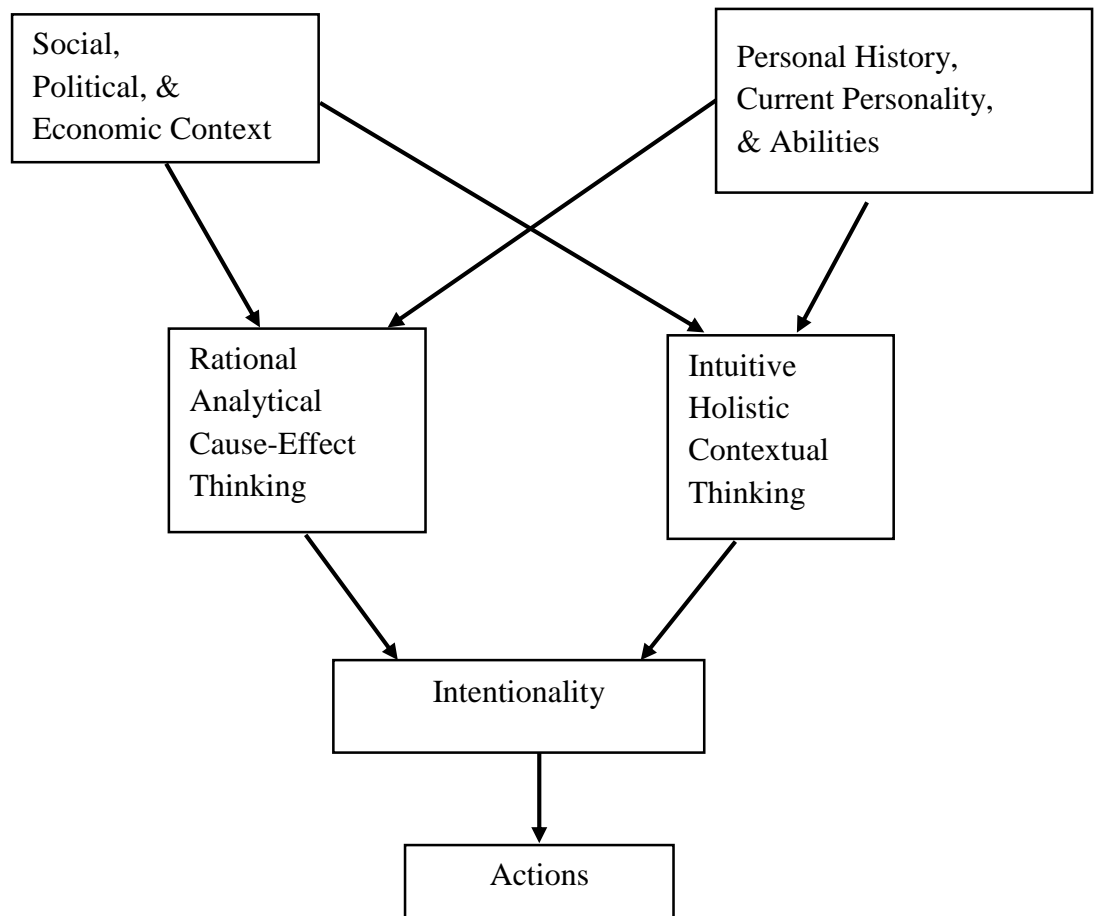 Social,
Political, &
Economic Context
Personal History,
Current Personality,
& Abilities
Rational
Analytical
Cause-Effect
Thinking
Intuitive
Holistic
Contextual
Thinking
Intentionality
Actions